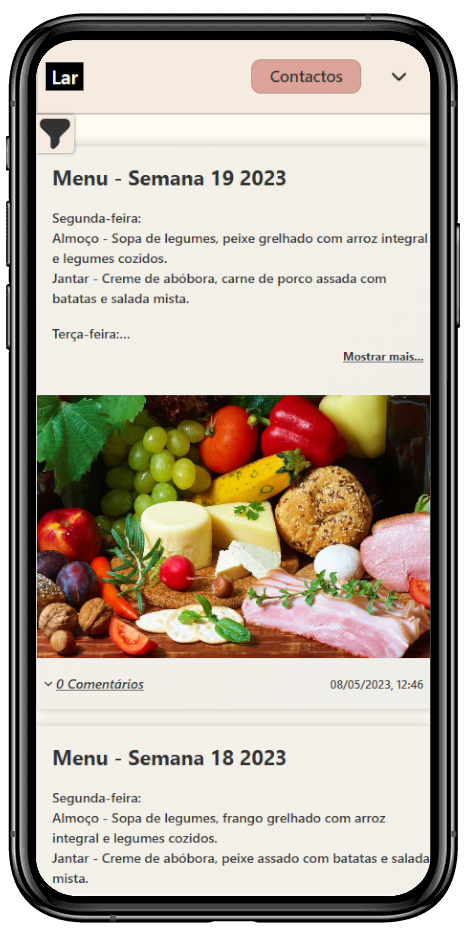 Lar
Contactos
Menu - Semana 19 2023
Segunda-feira:
Almoço - Sopa de legumes, peixe grelhado com arroz integral
e legumes cozidos.
Jantar - Creme de abóbora, carne de porco assada com
batatas e salada mista.
Terça-feira:...
Mostrar mais...
0 Comentários
08/05/2023, 12:46
Menu - Semana 18 2023
Segunda-feira:
Almoço - Sopa de legumes, frango grelhado com arroz
integral e legumes cozidos.
Jantar - Creme de abóbora, peixe assado com batatas e salada
mista.